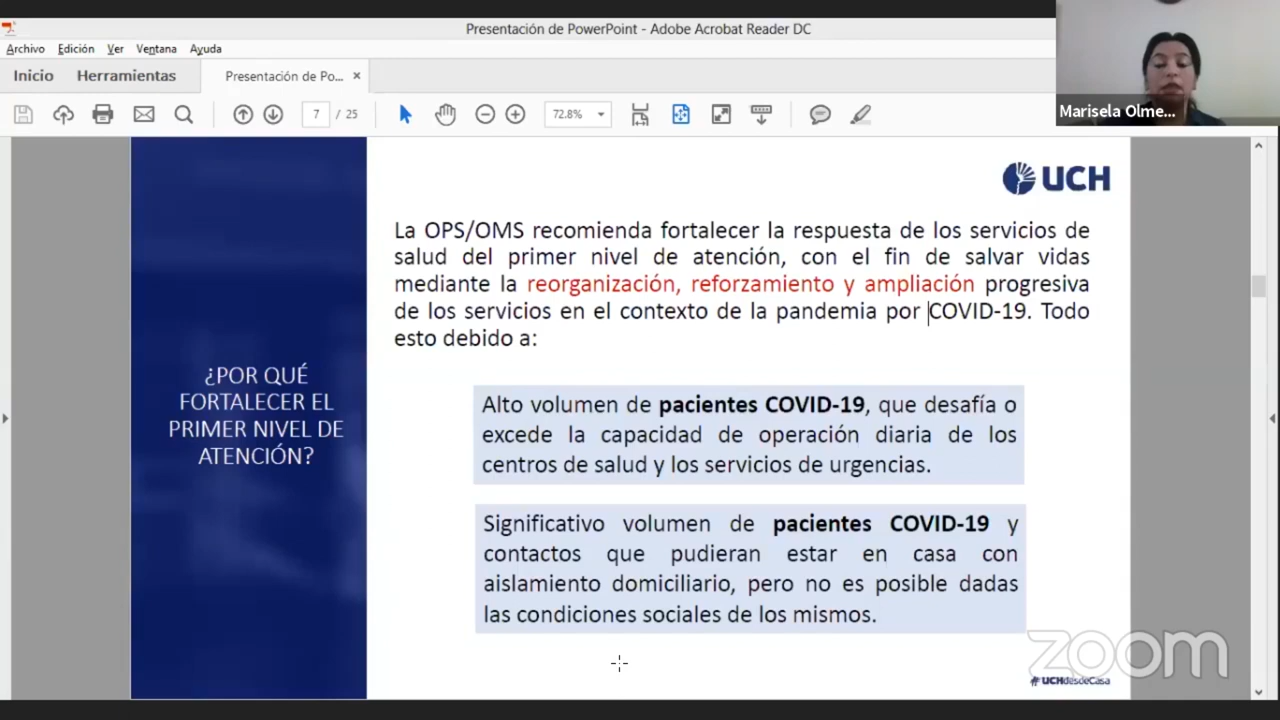 Presentación de PowerPoint - Adobe Acrobat Reader DC
Archivo Edición Ver Ventana Ayuda
Inicio Herramientas Presentación de Po... ×
7 / 25 72.8%
Marisela Olme...
UCH
La OPS/OMS recomienda fortalecer la respuesta de los servicios de
salud del primer nivel de atención, con el fin de salvar vidas
mediante la reorganización, reforzamiento y ampliación progresiva
de los servicios en el contexto de la pandemia por COVID-19. Todo
esto debido a:
¿POR QUÉ
FORTALECER EL
PRIMER NIVEL DE
ATENCIÓN?
Alto volumen de pacientes COVID-19, que desafía o
excede la capacidad de operación diaria de los
centros de salud y los servicios de urgencias.
Significativo volumen de pacientes COVID-19 y
contactos que pudieran estar en casa con
aislamiento domiciliario, pero no es posible dadas
las condiciones sociales de los mismos.
zoom
#UCHdesdeCasa